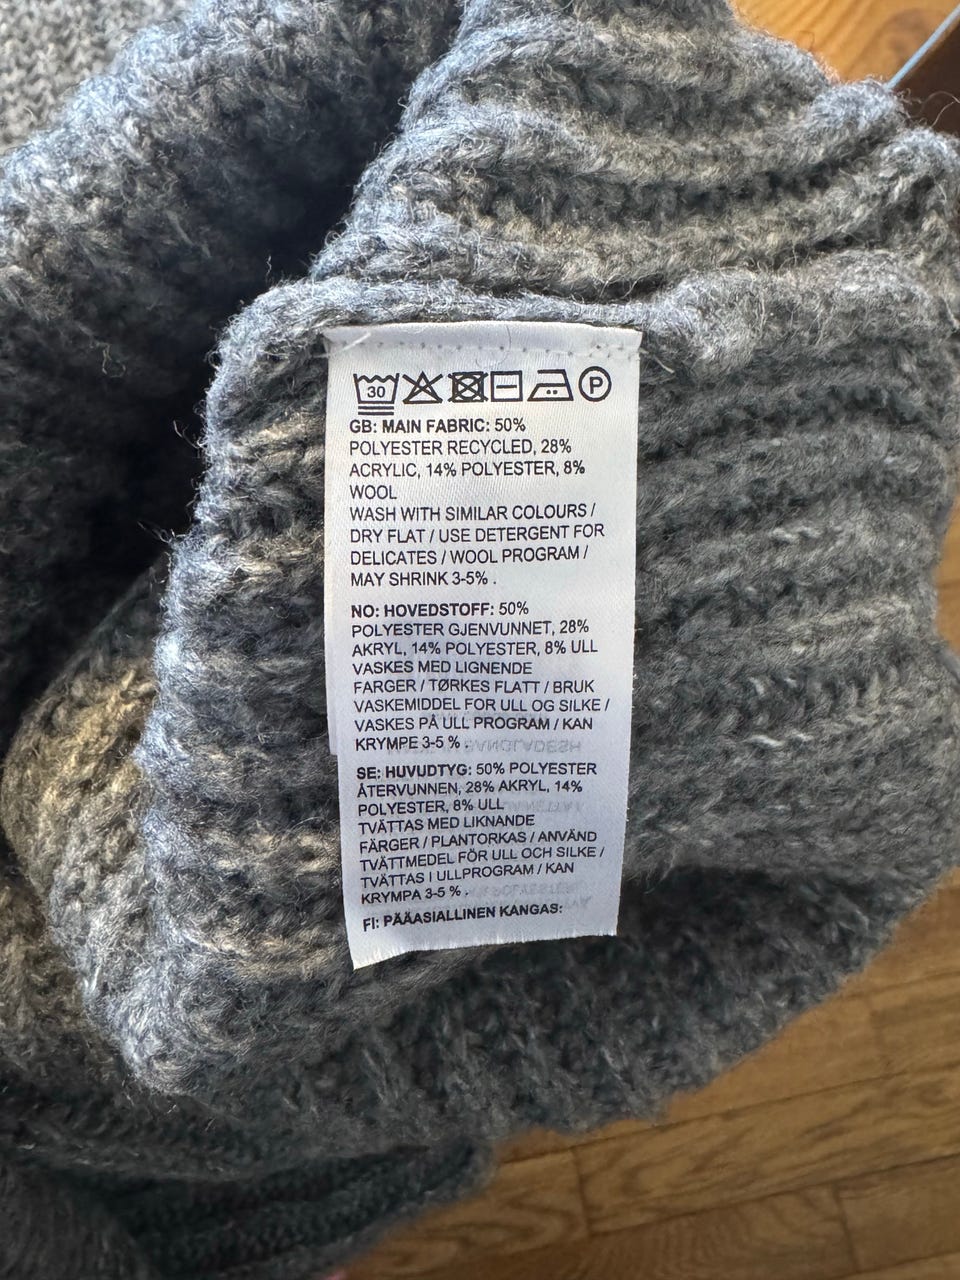 30 P
GB: MAIN FABRIC: 50%
POLYESTER RECYCLED, 28%
ACRYLIC, 14% POLYESTER, 8%
WOOL
WASH WITH SIMILAR COLOURS /
DRY FLAT / USE DETERGENT FOR
DELICATES / WOOL PROGRAM /
MAY SHRINK 3-5% .
NO: HOVEDSTOFF: 50%
POLYESTER GJENVUNNET, 28%
AKRYL, 14% POLYESTER, 8% ULL
VASKES MED LIGNENDE
FARGER / TØRKES FLATT / BRUK
VASKEMIDDEL FOR ULL OG SILKE /
VASKES PÅ ULL PROGRAM / KAN
KRYMPE 3-5 % .
SE: HUVUDTYG: 50% POLYESTER
ÅTERVUNNEN, 28% AKRYL, 14%
POLYESTER, 8% ULL
TVÄTTAS MED LIKNANDE
FÄRGER / PLANTORKAS / ANVÄND
TVÄTTMEDEL FÖR ULL OCH SILKE /
TVÄTTAS I ULLPROGRAM / KAN
KRYMPA 3-5 % .
FI: PÄÄASIALLINEN KANGAS: